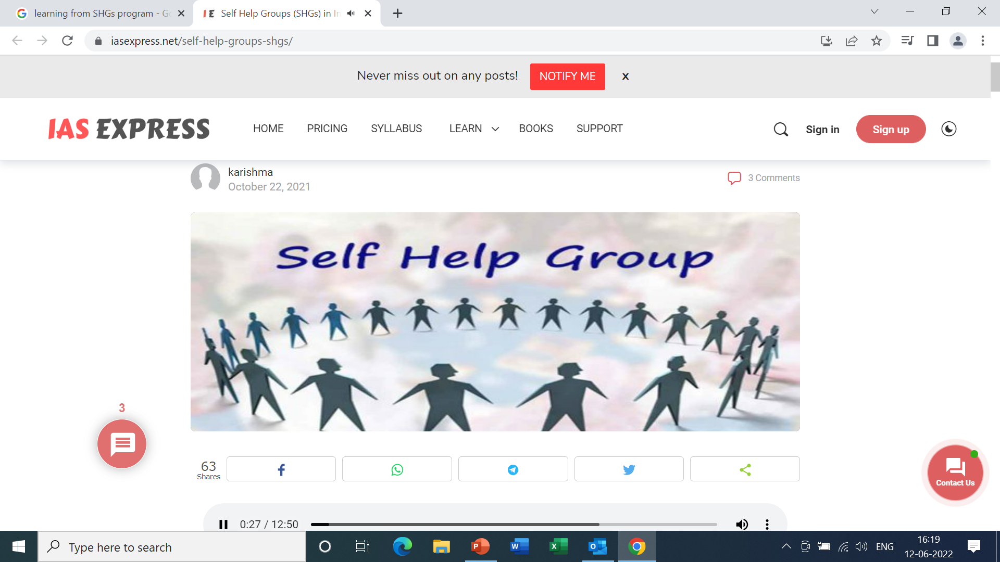 learning from SHGs program - G
Self Help Groups (SHGs) in In
iasexpress.net/self-help-groups-shgs/
Never miss out on any posts!
NOTIFY ME
x
IAS EXPRESS
HOME
PRICING
SYLLABUS
LEARN
BOOKS
SUPPORT
Sign in
Sign up
karishma
October 22, 2021
3 Comments
Self Help Group
3
63
Shares
Contact Us
0:27 / 12:50
Type here to search
ENG
16:19
12-06-2022